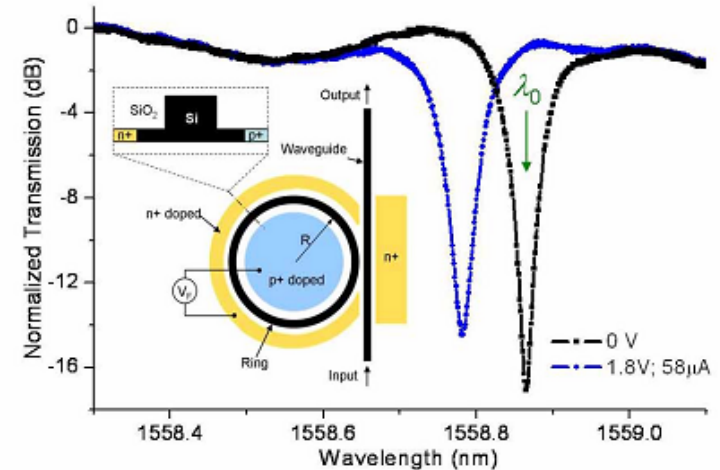 Normalized Transmission (dB)
0
-4
-8
-12
-16
SiO2
Si
n+
p+
Output
Waveguide
λ0
n+ doped
R
p+ doped
n+
VF
Ring
Input
0 V
1.8V; 58μA
1558.4 1558.6 1558.8 1559.0
Wavelength (nm)